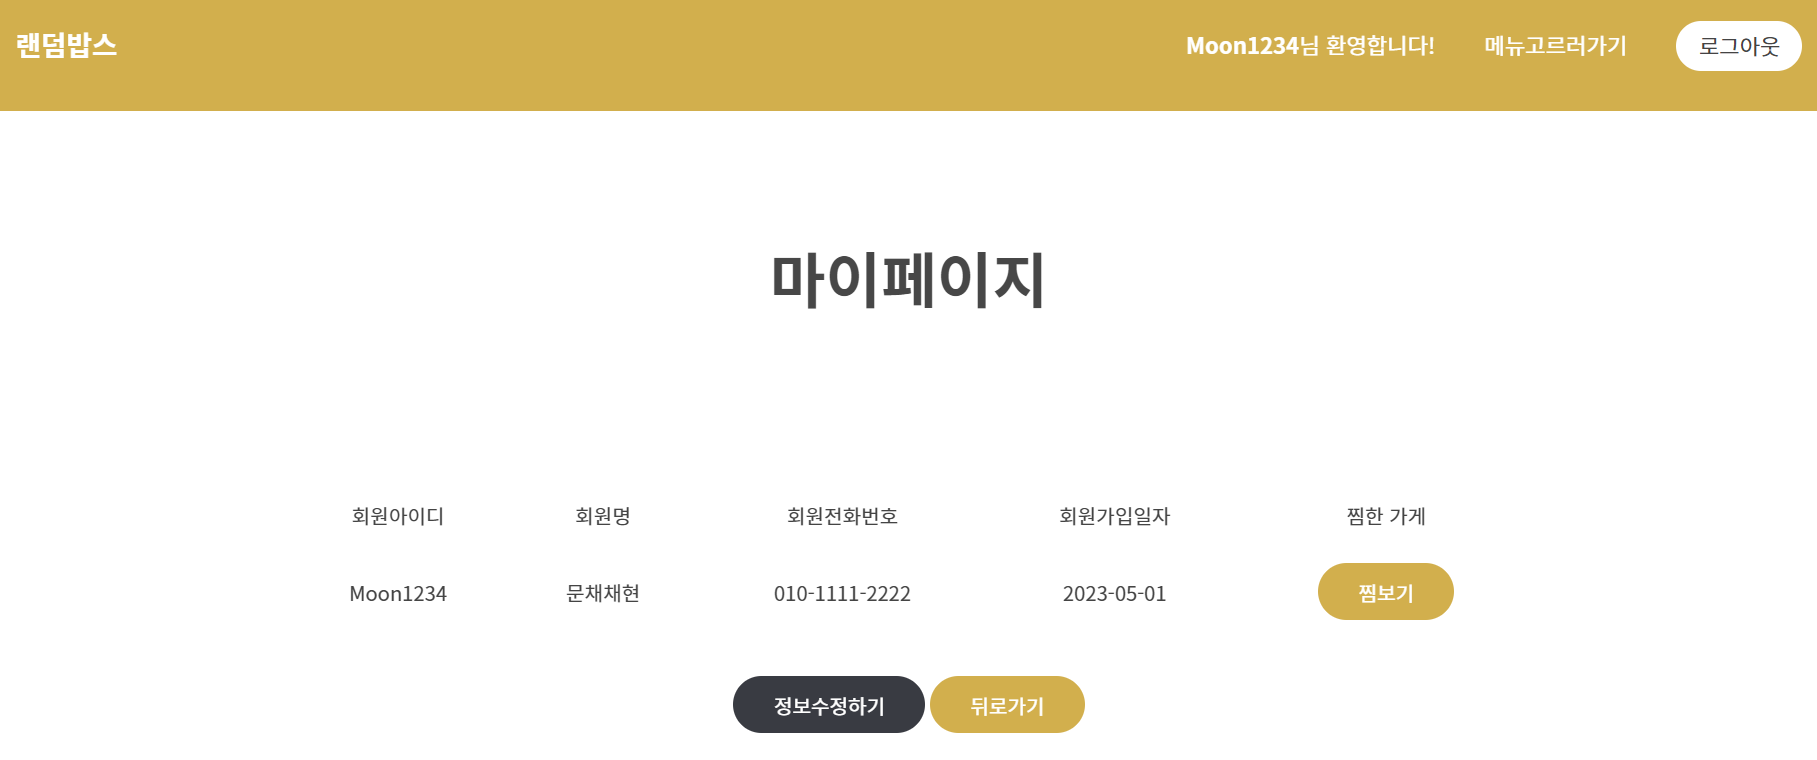 랜덤밥스
Moon1234님 환영합니다! 메뉴고르러가기 로그아웃
마이페이지
회원아이디 회원명 회원전화번호 회원가입일자 찜한 가게
Moon1234 문채채현 010-1111-2222 2023-05-01 찜보기
정보수정하기 뒤로가기